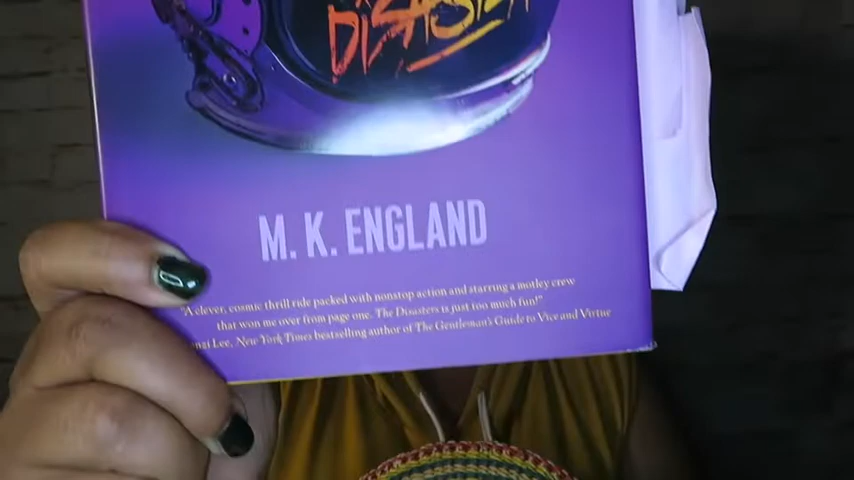 DISASTERS
M. K. ENGLAND
"A clever, cosmic thrill ride packed with nonstop action and starring a motley crew
that won me over from page one. The Disasters is just too much fun!"
Lee, New York Times bestselling author of The Gentleman's Guide to Vice and Virtue